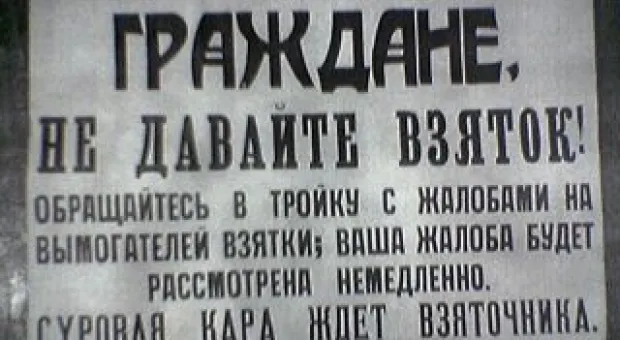 ГРАЖДАНЕ,
НЕ ДАВАЙТЕ ВЗЯТОК!
ОБРАЩАЙТЕСЬ В ТРОЙКУ С ЖАЛОБАМИ НА
ВЫМОГАТЕЛЕЙ ВЗЯТКИ; ВАША ЖАЛОБА БУДЕТ
РАССМОТРЕНА НЕМЕДЛЕННО.
СУРОВАЯ КАРА ЖДЕТ ВЗЯТОЧНИКА.